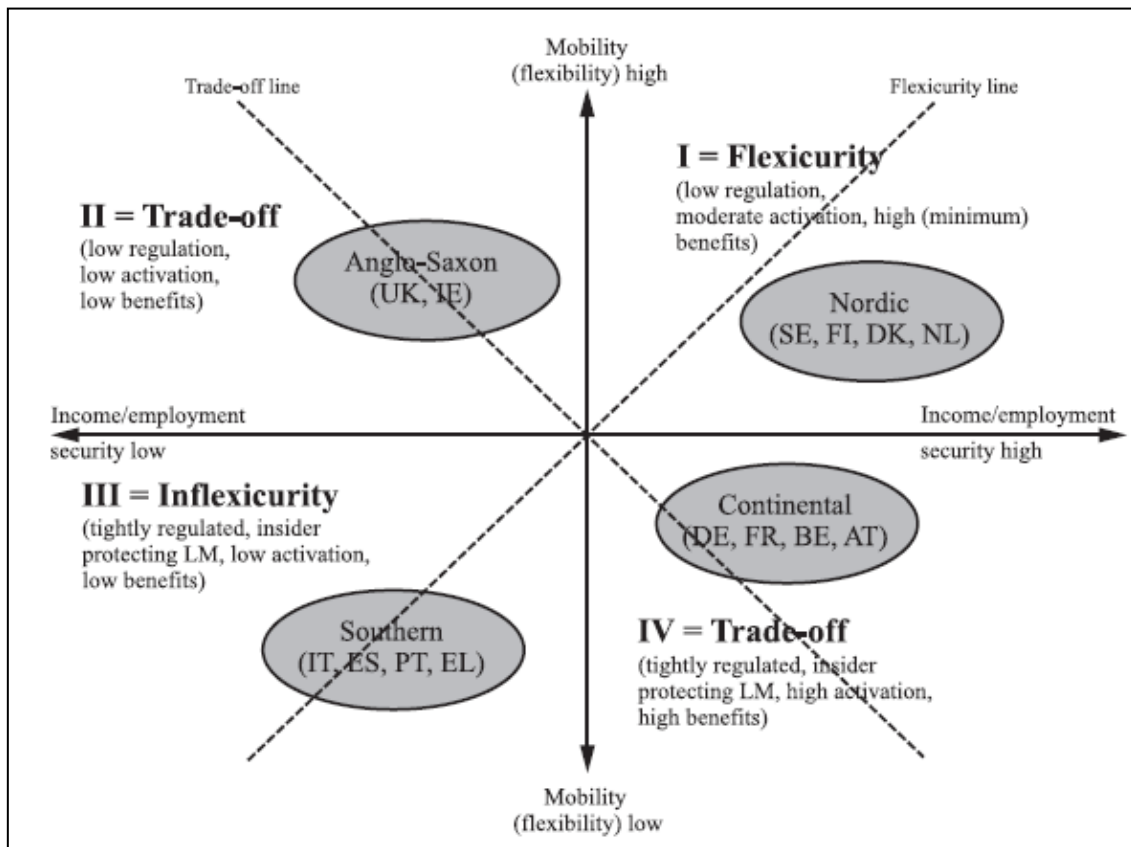 Mobility
(flexibility) high
Trade-off line
Flexicurity line
I = Flexicurity
(low regulation,
moderate activation, high (minimum)
benefits)
II = Trade-off
(low regulation,
low activation,
low benefits)
Anglo-Saxon
(UK, IE)
Nordic
(SE, FI, DK, NL)
Income/employment
security low
Income/employment
security high
III = Inflexicurity
(tightly regulated, insider
protecting LM, low activation,
low benefits)
Continental
(DE, FR, BE, AT)
Southern
(IT, ES, PT, EL)
IV = Trade-off
(tightly regulated, insider
protecting LM, high activation,
high benefits)
Mobility
(flexibility) low